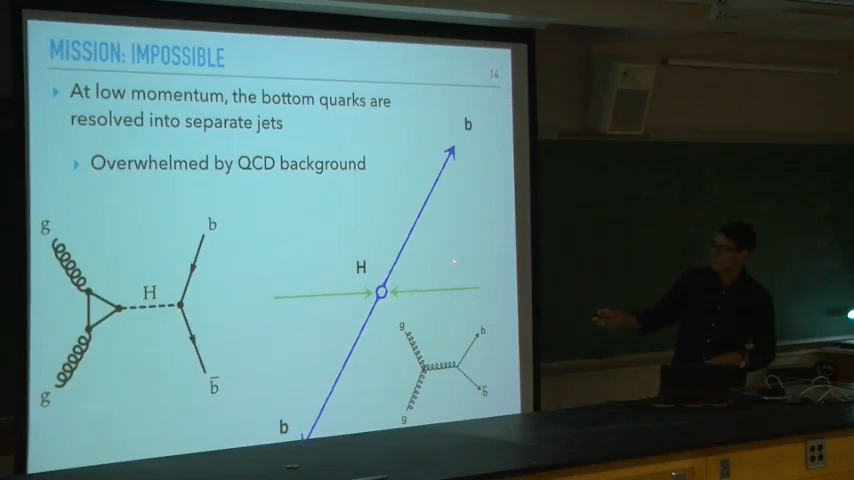 MISSION: IMPOSSIBLE
14
At low momentum, the bottom quarks are
resolved into separate jets
Overwhelmed by QCD background
b
g
b
H
H
g
b
g
b̄
b̄
g
b